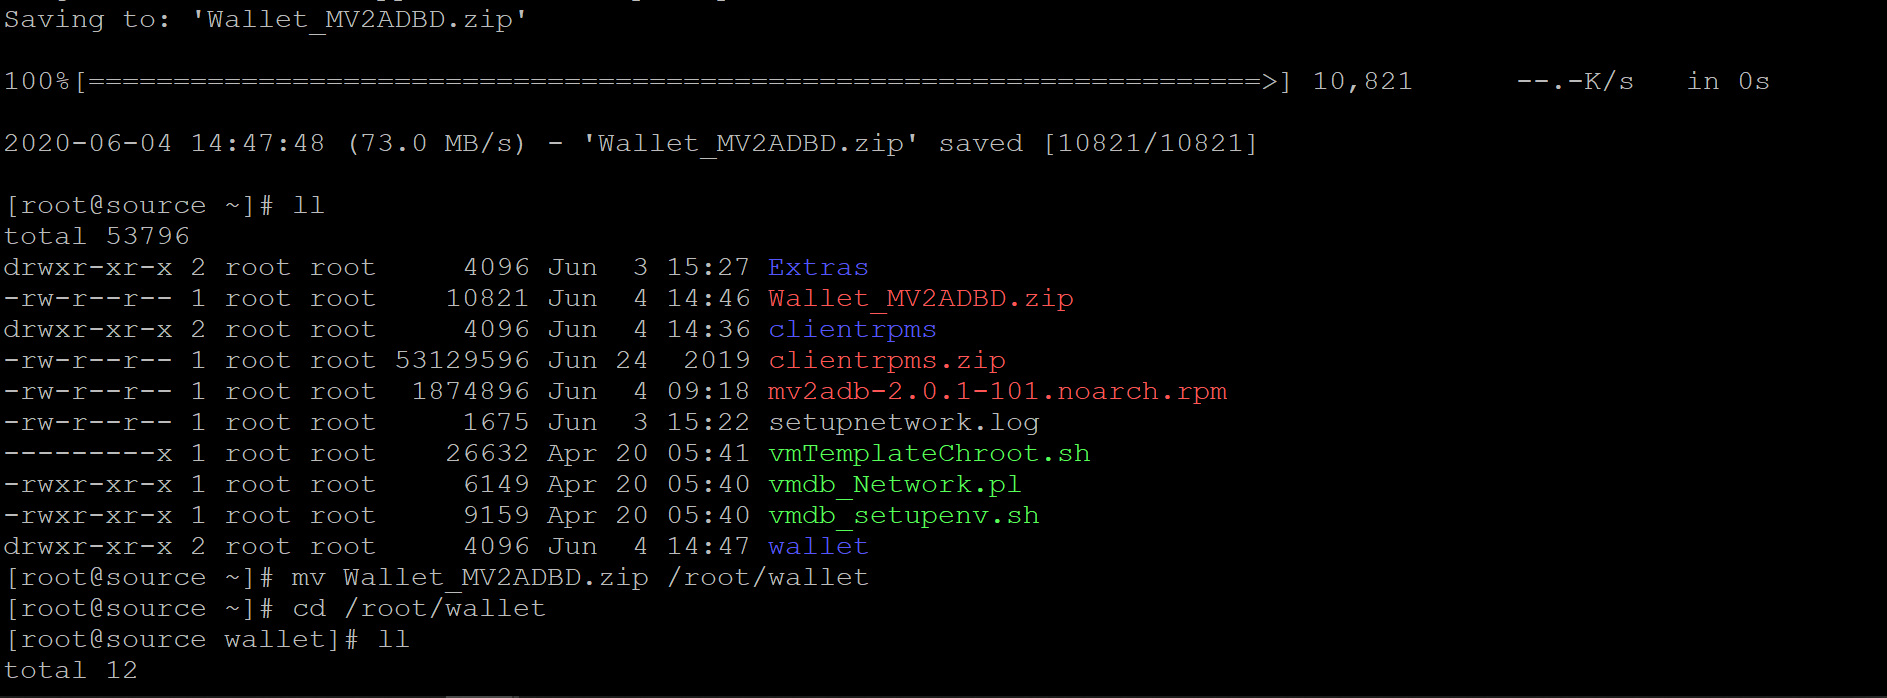 Saving to: 'Wallet_MV2ADBD.zip'
100%[======================================================================>] 10,821      --.-K/s   in 0s
2020-06-04 14:47:48 (73.0 MB/s) - 'Wallet_MV2ADBD.zip' saved [10821/10821]
[root@source ~]# ll
total 53796
drwxr-xr-x 2 root root     4096 Jun  3 15:27 Extras
-rw-r--r-- 1 root root    10821 Jun  4 14:46 Wallet_MV2ADBD.zip
drwxr-xr-x 2 root root     4096 Jun  4 14:36 clientrpms
-rw-r--r-- 1 root root 53129596 Jun 24  2019 clientrpms.zip
-rw-r--r-- 1 root root  1874896 Jun  4 09:18 mv2adb-2.0.1-101.noarch.rpm
-rw-r--r-- 1 root root     1675 Jun  3 15:22 setupnetwork.log
---------x 1 root root    26632 Apr 20 05:41 vmTemplateChroot.sh
-rwxr-xr-x 1 root root     6149 Apr 20 05:40 vmdb_Network.pl
-rwxr-xr-x 1 root root     9159 Apr 20 05:40 vmdb_setupenv.sh
drwxr-xr-x 2 root root     4096 Jun  4 14:47 wallet
[root@source ~]# mv Wallet_MV2ADBD.zip /root/wallet
[root@source ~]# cd /root/wallet
[root@source wallet]# ll
total 12